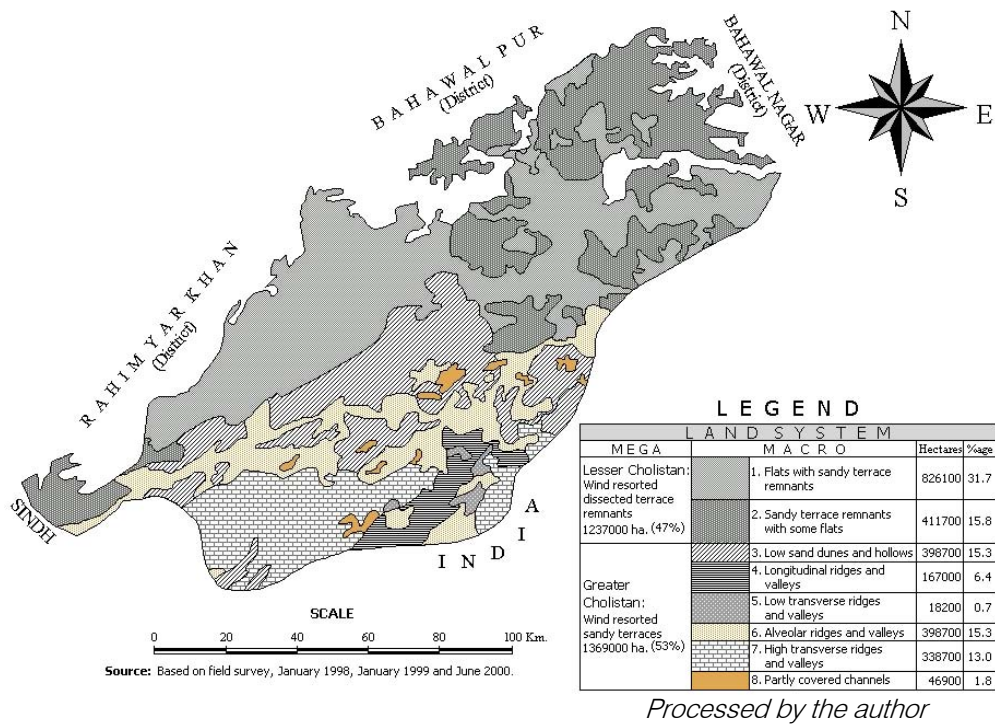 N
W E
S
BAHAWALPUR
(District)
BAHAWAL NAGAR
(District)
RAHIM YAR KHAN
(District)
SINDH
INDIA
SCALE
0 20 40 60 80 100 Km.
Source: Based on field survey, January 1998, January 1999 and June 2000.
LEGEND
LAND SYSTEM
MEGA MACRO Hectares %age
Lesser Cholistan:
Wind resorted
dissected terrace
remnants
1237000 ha. (47%)
1. Flats with sandy terrace
remnants
826100 31.7
2. Sandy terrace remnants
with some flats
411700 15.8
Greater
Cholistan:
Wind resorted
sandy terraces
1369000 ha. (53%)
3. Low sand dunes and hollows 398700 15.3
4. Longitudinal ridges and
valleys
167000 6.4
5. Low transverse ridges
and valleys
18200 0.7
6. Alveolar ridges and valleys 398700 15.3
7. High transverse ridges
and valleys
338700 13.0
8. Partly covered channels 46900 1.8
Processed by the author